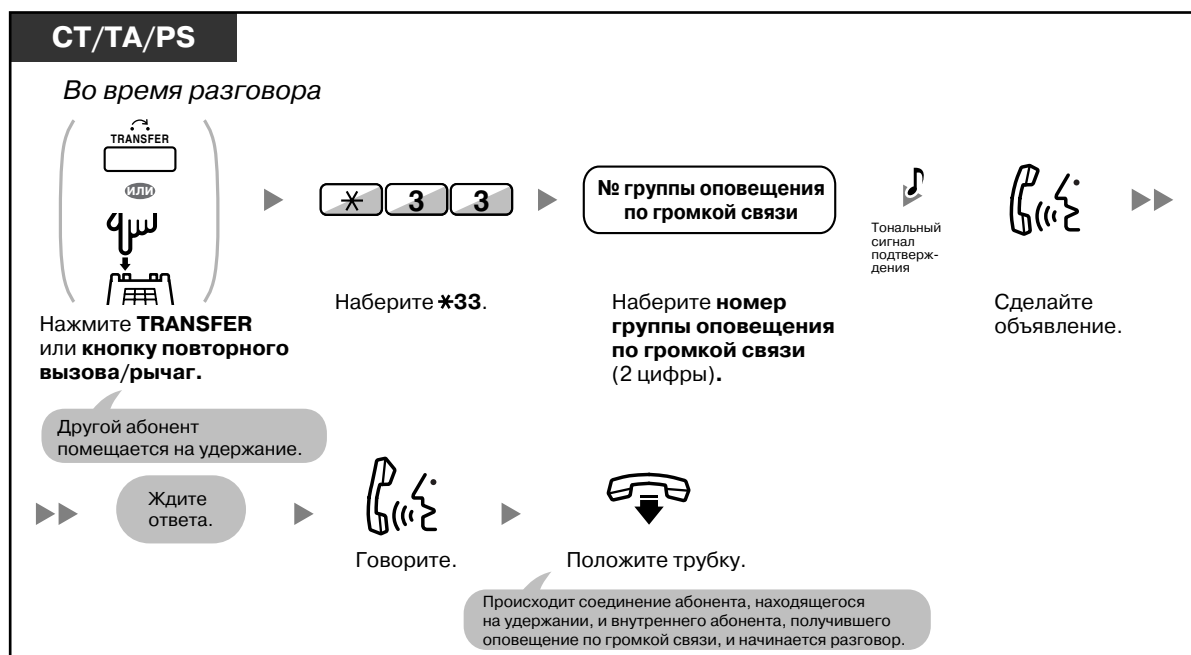 CT/TA/PS
Во время разговора
TRANSFER
или
Нажмите TRANSFER
или кнопку повторного
вызова/рычаг.
Другой абонент
помещается на удержание.
✳ 3 3
Наберите ✳33.
№ группы оповещения
по громкой связи
Наберите номер
группы оповещения
по громкой связи
(2 цифры).
Тональный
сигнал
подтверж-
дения
Сделайте
объявление.
Ждите
ответа.
Говорите.
Положите трубку.
Происходит соединение абонента, находящегося
на удержании, и внутреннего абонента, получившего
оповещение по громкой связи, и начинается разговор.